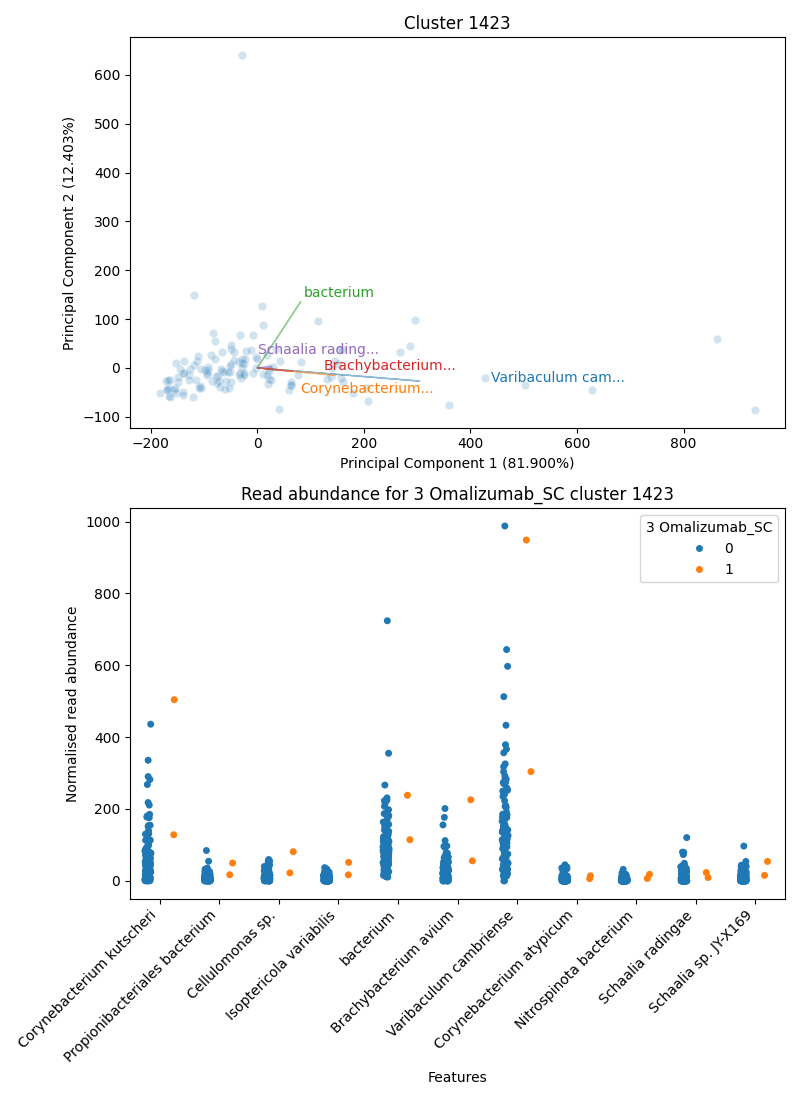 Cluster 1423
600
500
400
300
200
100
0
−100
Principal Component 2 (12.403%)
bacterium
Schaalia rading...
Brachybacterium...
Varibaculum cam...
Corynebacterium...
−200
0
200
400
600
800
Principal Component 1 (81.900%)
Read abundance for 3 Omalizumab_SC cluster 1423
1000
800
600
400
200
0
Normalised read abundance
3 Omalizumab_SC
0
1
Corynebacterium kutscheri
Propionibacteriales bacterium
Cellulomonas sp.
Isoptericola variabilis
bacterium
Brachybacterium avium
Varibaculum cambriense
Corynebacterium atypicum
Nitrospinota bacterium
Schaalia radingae
Schaalia sp. JY-X169
Features